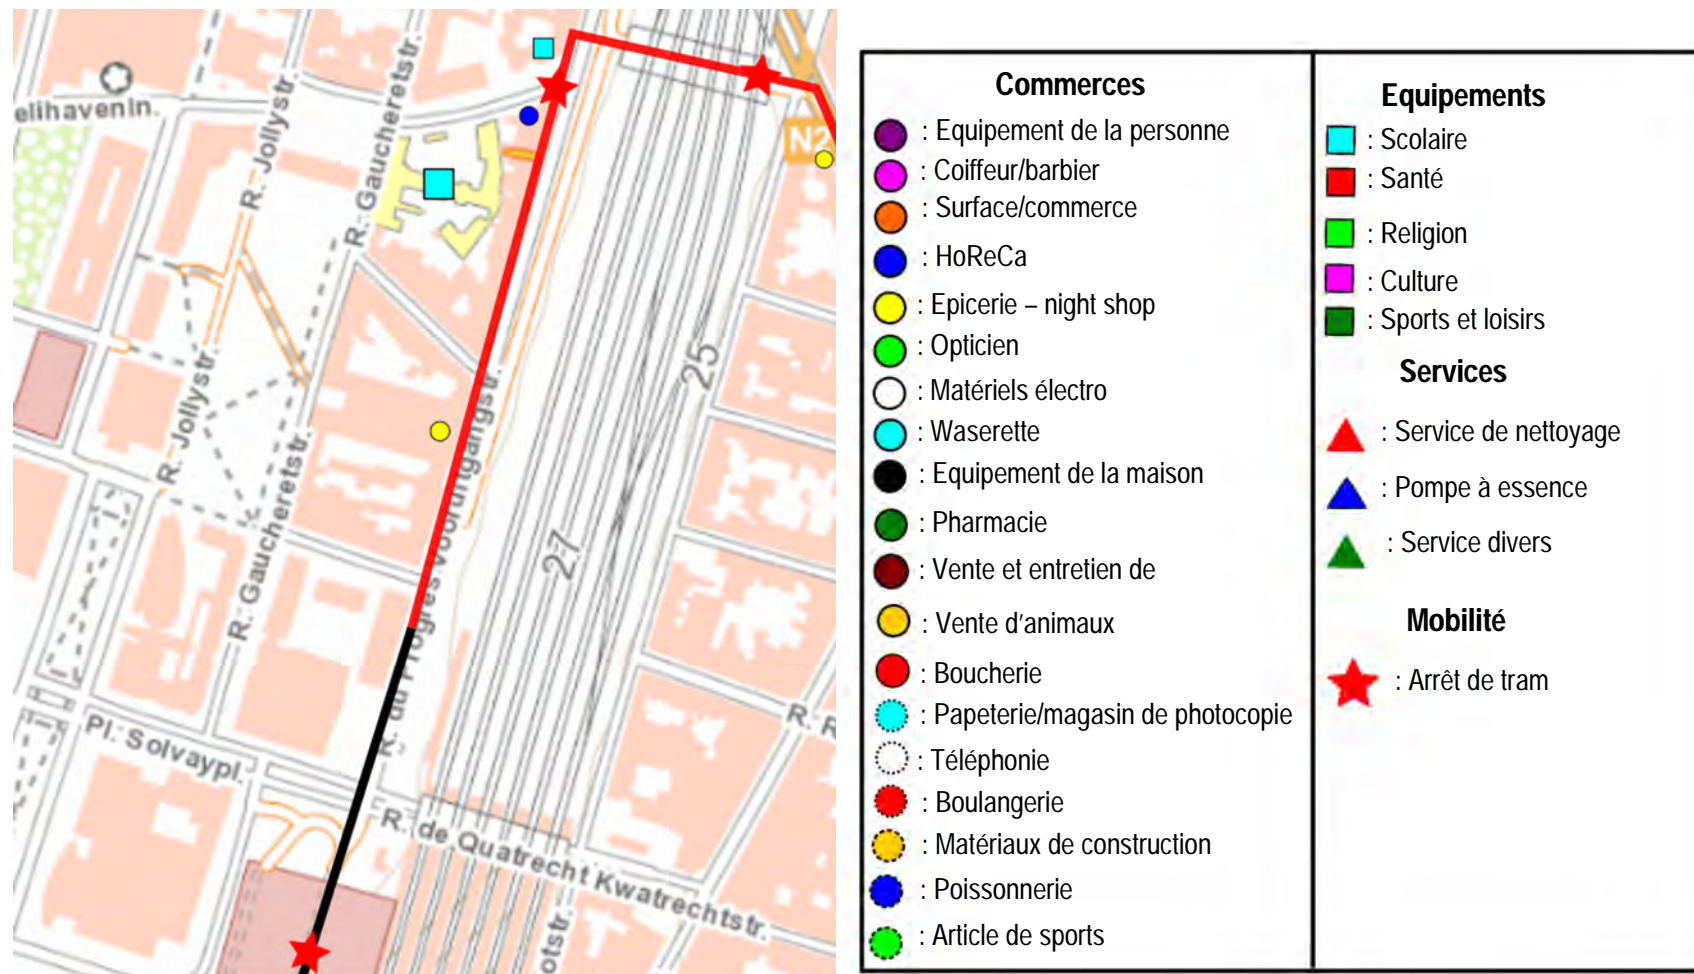 elihavenln.
R. Jollystr.
R. Gaucheretstr.
N2
R. Jollystr.
R. Gaucheretstr.
R. du Progrès Vooruitgangstr.
25
27
Pl. Solvaypl.
R. de Quatrecht Kwatrechtstr.
R. R
otstr.
Commerces
: Equipement de la personne
: Coiffeur/barbier
: Surface/commerce
: HoReCa
: Epicerie – night shop
: Opticien
: Matériels électro
: Waserette
: Equipement de la maison
: Pharmacie
: Vente et entretien de
: Vente d'animaux
: Boucherie
: Papeterie/magasin de photocopie
: Téléphonie
: Boulangerie
: Matériaux de construction
: Poissonnerie
: Article de sports
Equipements
: Scolaire
: Santé
: Religion
: Culture
: Sports et loisirs
Services
: Service de nettoyage
: Pompe à essence
: Service divers
Mobilité
: Arrêt de tram